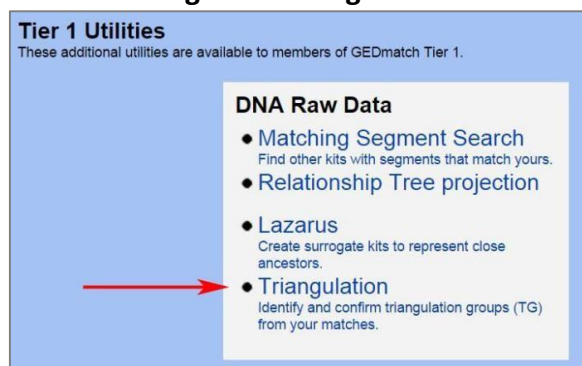 Tier 1 Utilities
These additional utilities are available to members of GEDmatch Tier 1.
DNA Raw Data
Matching Segment Search
Find other kits with segments that match yours.
Relationship Tree projection
Lazarus
Create surrogate kits to represent close
ancestors.
Triangulation
Identify and confirm triangulation groups (TG)
from your matches.